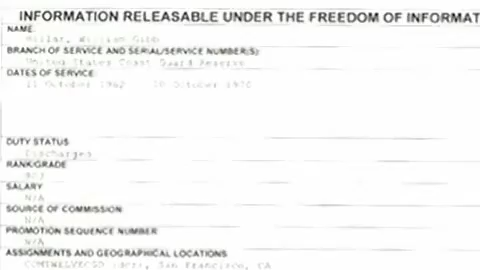 INFORMATION RELEASABLE UNDER THE FREEDOM OF INFORMAT
NAME:
Hillar, William Gibb
BRANCH OF SERVICE AND SERIAL/SERVICE NUMBER(S):
United States Coast Guard Reserve
DATES OF SERVICE
11 October 1962 10 October 1970
DUTY STATUS
Discharged
RANK/GRADE
SALARY
N/A
SOURCE OF COMMISSION
N/A
PROMOTION SEQUENCE NUMBER
N/A
ASSIGNMENTS AND GEOGRAPHICAL LOCATIONS
San Francisco, CA